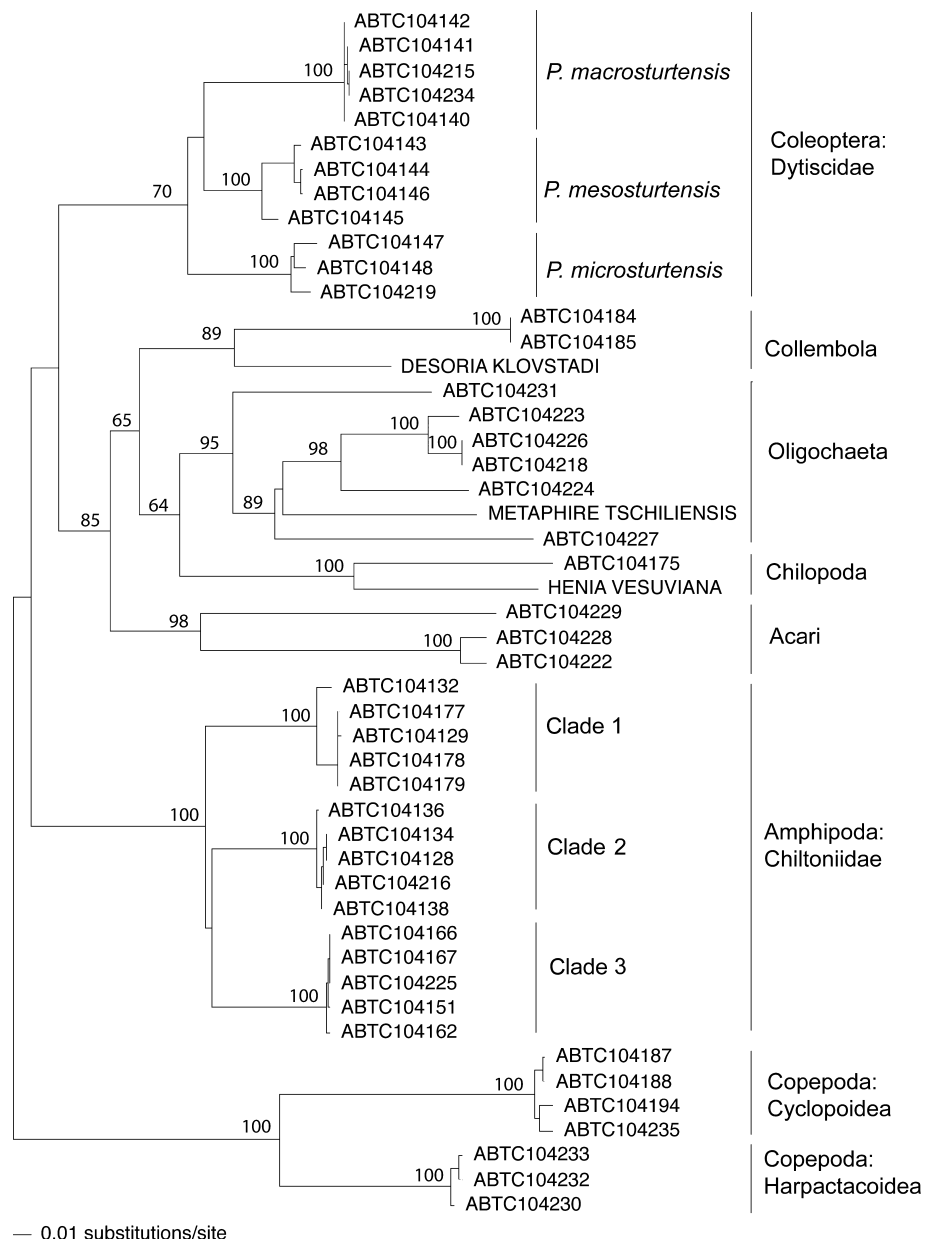 ABTC104142
ABTC104141
100
ABTC104215
P. macrosturtensis
ABTC104234
ABTC104140
Coleoptera:
Dytiscidae
ABTC104143
ABTC104144
100
P. mesosturtensis
70
ABTC104146
ABTC104145
ABTC104147
100
ABTC104148
P. microsturtensis
ABTC104219
100
ABTC104184
89
ABTC104185
Collembola
DESORIA KLOVSTADI
ABTC104231
65
100
ABTC104223
95
100
ABTC104226
98
Oligochaeta
ABTC104218
ABTC104224
64
89
METAPHIRE TSCHILIENSIS
85
ABTC104227
100
ABTC104175
Chilopoda
HENIA VESUVIANA
ABTC104229
98
ABTC104228
100
Acari
ABTC104222
ABTC104132
100
ABTC104177
Clade 1
ABTC104129
ABTC104178
ABTC104179
100
ABTC104136
ABTC104134
100
Clade 2
Amphipoda:
Chiltoniidae
ABTC104128
ABTC104216
ABTC104138
ABTC104166
ABTC104167
Clade 3
ABTC104225
100
ABTC104151
ABTC104162
ABTC104187
100
ABTC104188
Copepoda:
Cyclopoidea
ABTC104194
100
ABTC104235
ABTC104233
Copepoda:
Harpactacoidea
100
ABTC104232
ABTC104230
0.01 substitutions/site